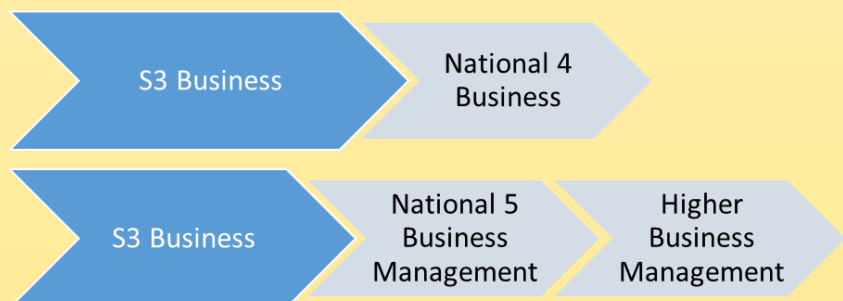 S3 Business
National 4
Business
S3 Business
National 5
Business
Management
Higher
Business
Management